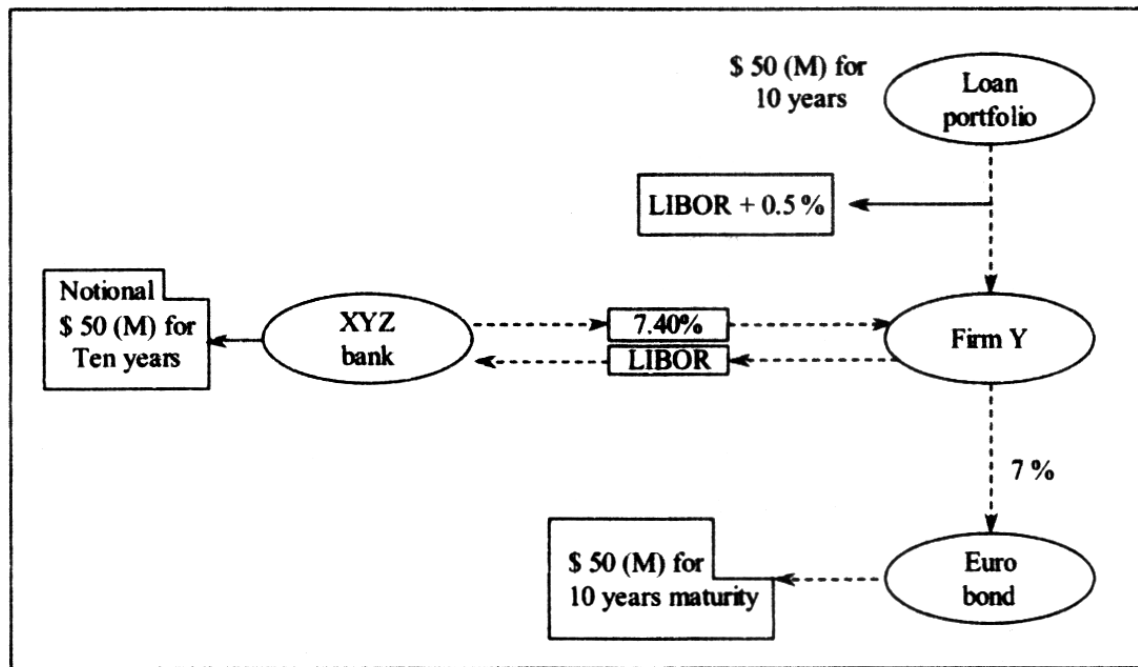 $ 50 (M) for
10 years
Loan
portfolio
LIBOR + 0.5 %
Notional
$ 50 (M) for
Ten years
XYZ
bank
7.40%
LIBOR
Firm Y
7 %
$ 50 (M) for
10 years maturity
Euro
bond